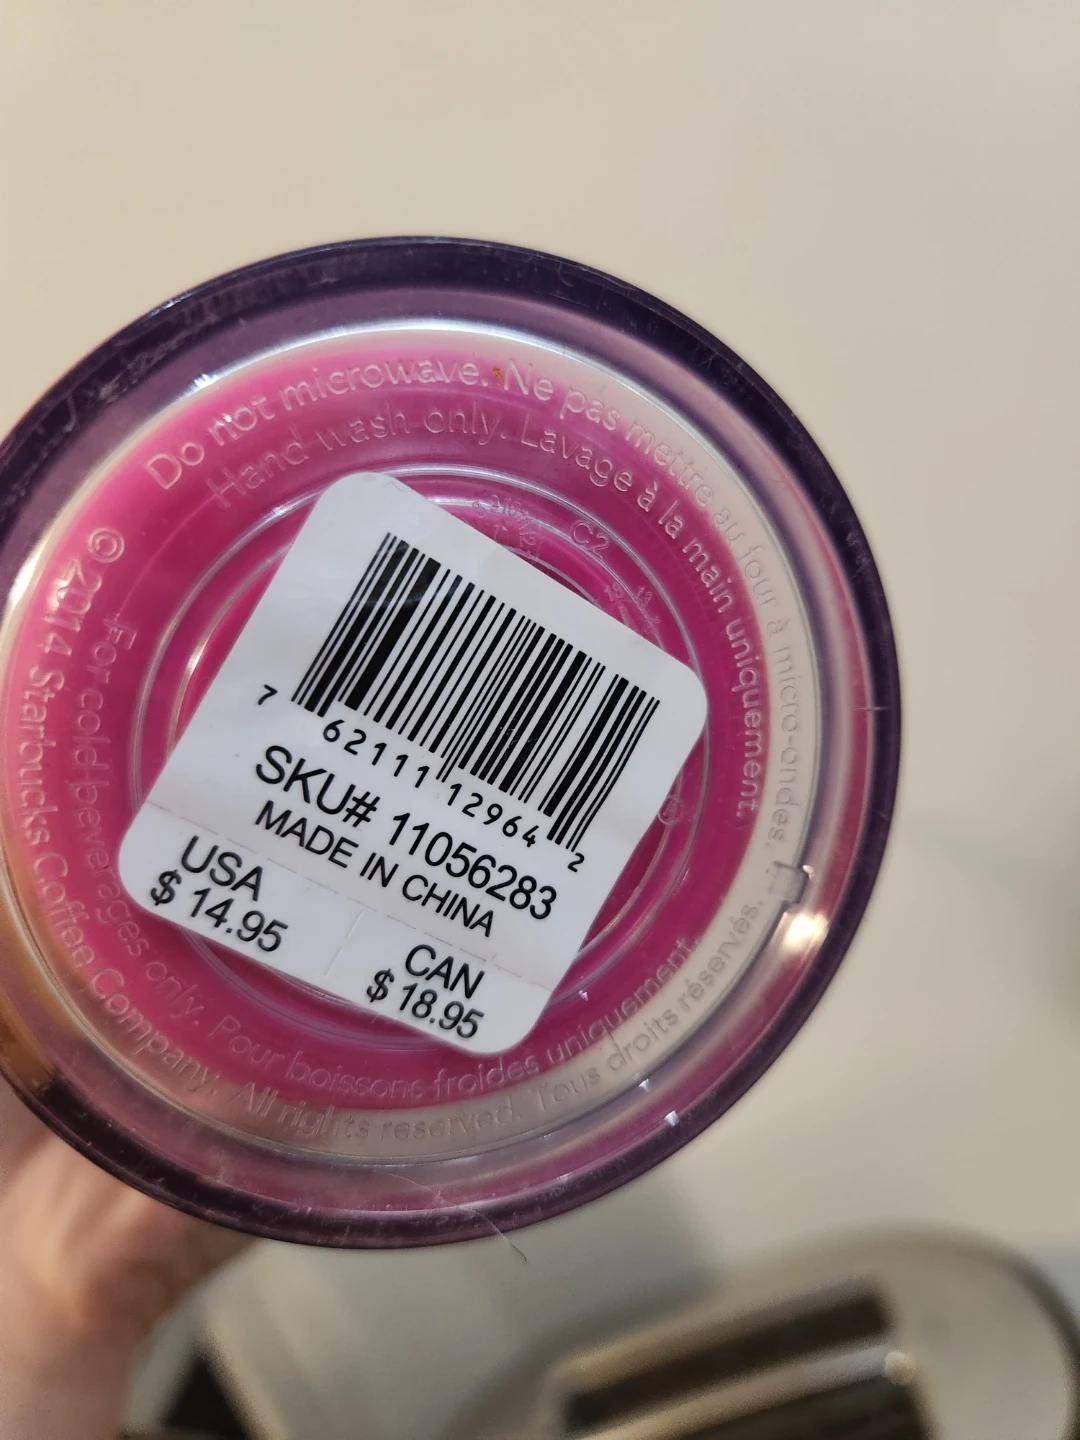 Do not microwave. Ne pas mettre au four à micro-ondes.
Hand wash only. Lavage à la main uniquement.
© 2014 Starbucks Coffee Company. All rights reserved. Tous droits réservés.
For cold beverages only. Pour boissons froides uniquement.
C2
7 62111 12964 2
SKU# 11056283
MADE IN CHINA
USA
$ 14.95
CAN
$ 18.95